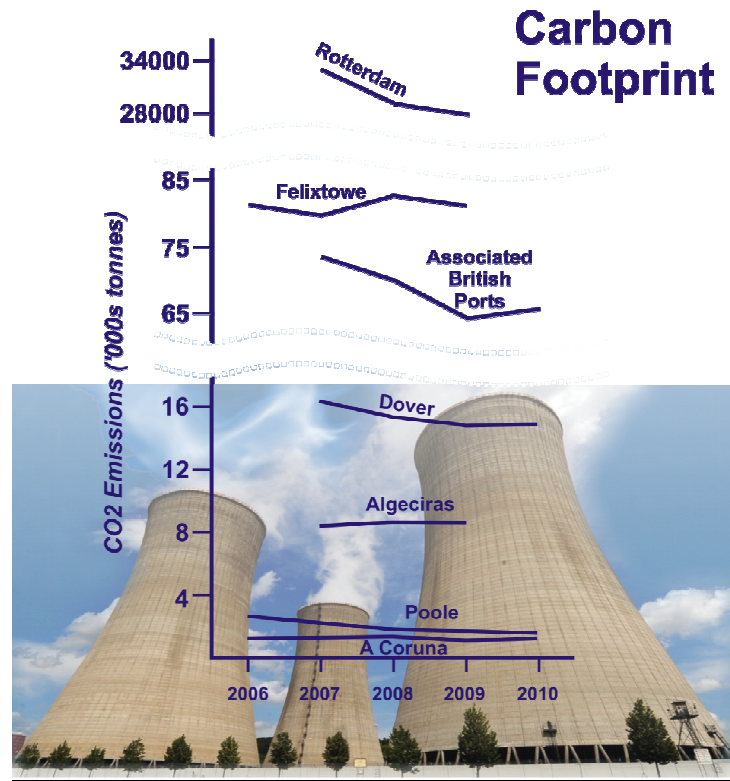 Carbon
Footprint
34000
Rotterdam
28000
85
Felixtowe
75
Associated
British
Ports
65
CO2 Emissions ('000s tonnes)
16
Dover
12
Algeciras
8
4
Poole
A Coruna
2006 2007 2008 2009 2010